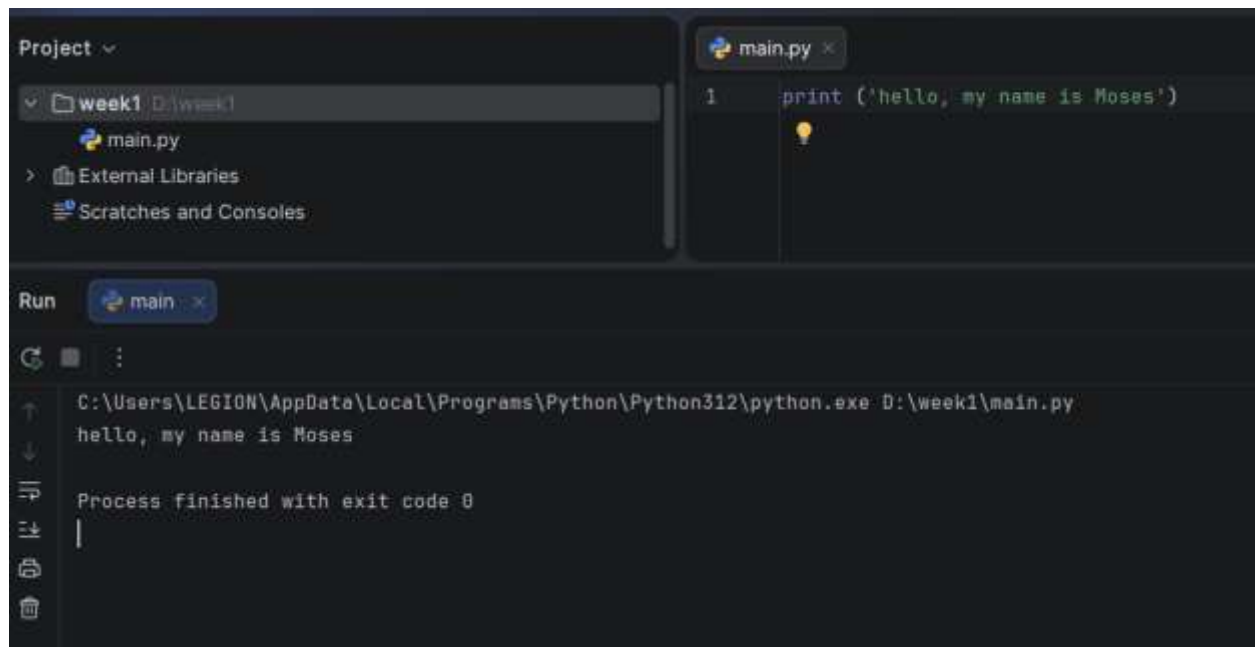 Project
week1 D:\week1
main.py
External Libraries
Scratches and Consoles
main.py
1 print ('hello, my name is Moses')
Run main
C:\Users\LEGION\AppData\Local\Programs\Python\Python312\python.exe D:\week1\main.py
hello, my name is Moses
Process finished with exit code 0